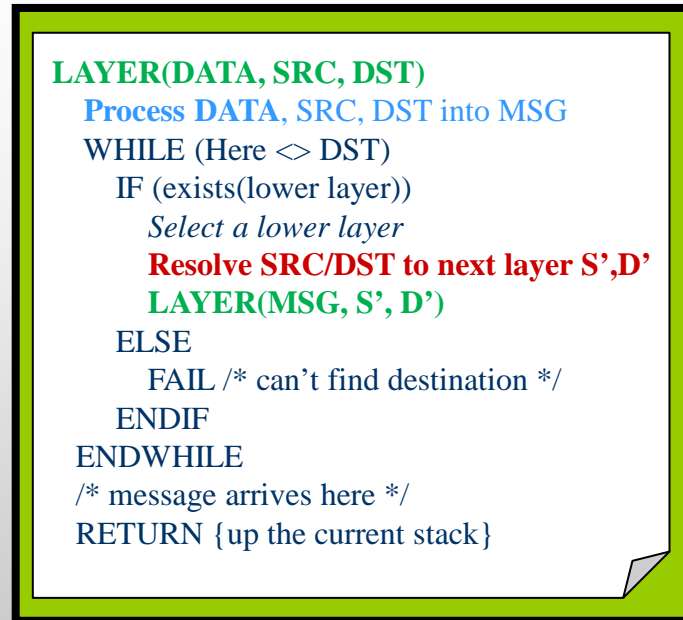 LAYER(DATA, SRC, DST)
Process DATA, SRC, DST into MSG
WHILE (Here <> DST)
IF (exists(lower layer))
Select a lower layer
Resolve SRC/DST to next layer S’,D’
LAYER(MSG, S’, D’)
ELSE
FAIL /* can’t find destination */
ENDIF
ENDWHILE
/* message arrives here */
RETURN {up the current stack}